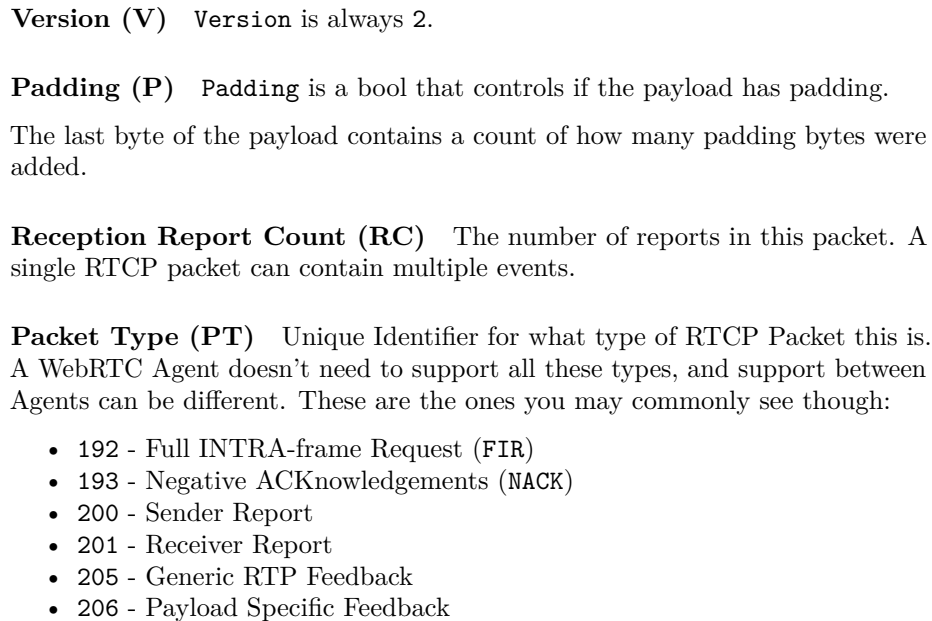 Version (V) Version is always 2.
Padding (P) Padding is a bool that controls if the payload has padding.
The last byte of the payload contains a count of how many padding bytes were
added.
Reception Report Count (RC) The number of reports in this packet. A
single RTCP packet can contain multiple events.
Packet Type (PT) Unique Identifier for what type of RTCP Packet this is.
A WebRTC Agent doesn't need to support all these types, and support between
Agents can be different. These are the ones you may commonly see though:
• 192 - Full INTRA-frame Request (FIR)
• 193 - Negative ACKnowledgements (NACK)
• 200 - Sender Report
• 201 - Receiver Report
• 205 - Generic RTP Feedback
• 206 - Payload Specific Feedback